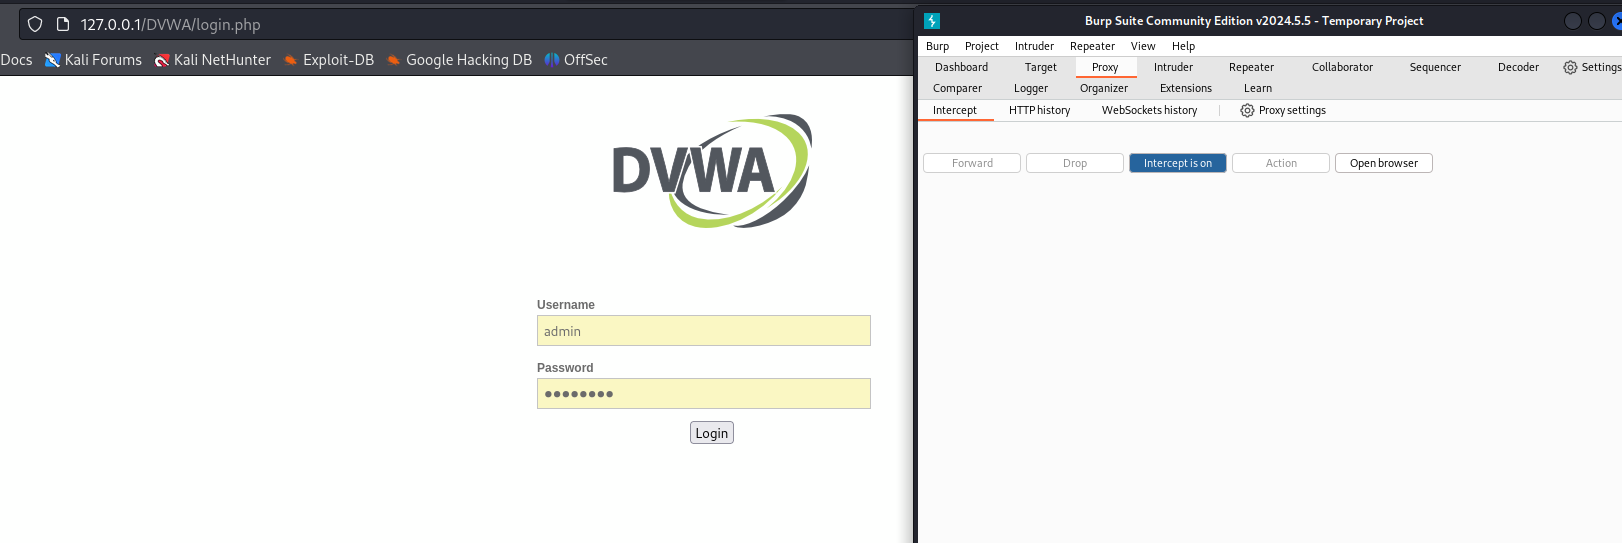 127.0.0.1/DVWA/login.php
Docs Kali Forums Kali NetHunter Exploit-DB Google Hacking DB OffSec
DVWA
Username
admin
Password
••••••••
Login
Burp Suite Community Edition v2024.5.5 - Temporary Project
Burp Project Intruder Repeater View Help
Dashboard Target Proxy Intruder Repeater Collaborator Sequencer Decoder Settings
Comparer Logger Organizer Extensions Learn
Intercept HTTP history WebSockets history Proxy settings
Forward Drop Intercept is on Action Open browser